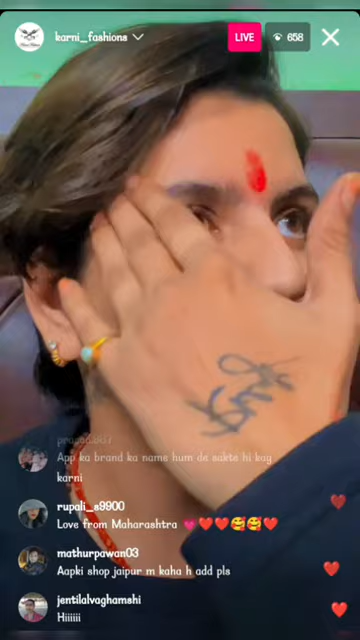 karni_fashions
LIVE
658
App ka brand ka name hum de sakte hi kay
karni
rupali_s9900
Love from Maharashtra 💗❤️❤️🥰🥰❤️
mathurpawan03
Aapki shop jaipur m kaha h add pls
jentilalvaghamshi
Hiiiiii